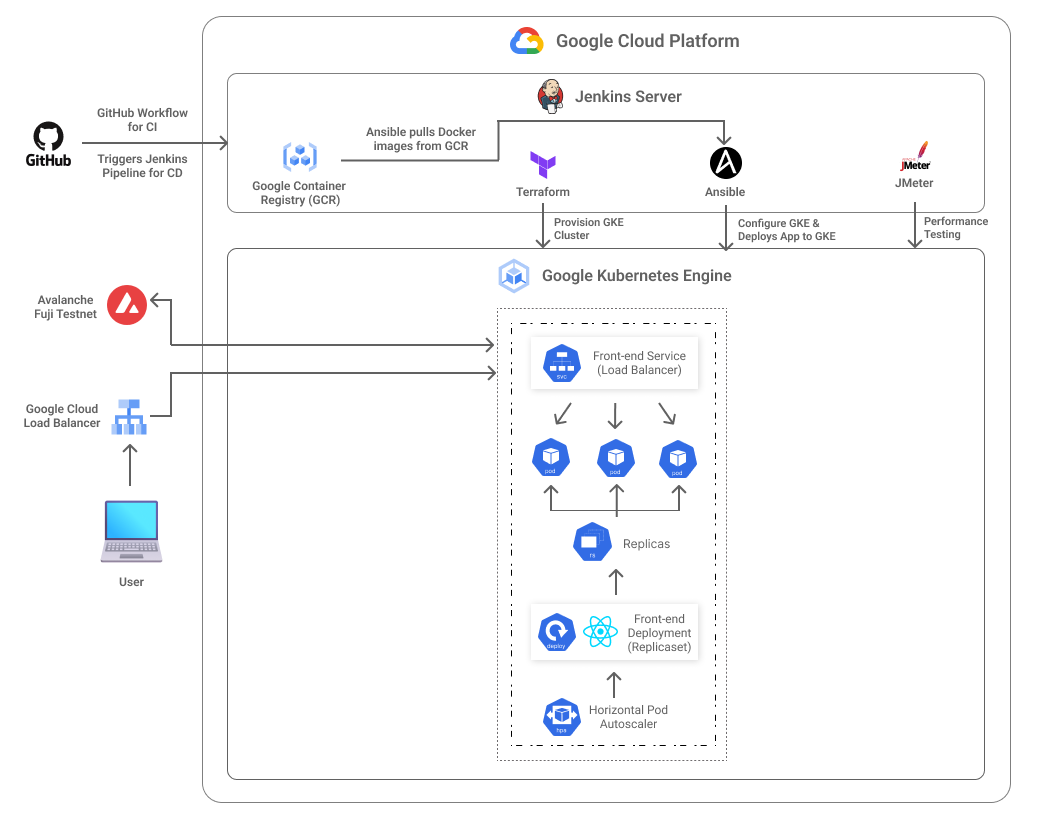 Google Cloud Platform
Jenkins Server
GitHub Workflow
for CI
GitHub
Triggers Jenkins
Pipeline for CD
Ansible pulls Docker
images from GCR
Google Container
Registry (GCR)
Terraform
Ansible
APACHE
JMeter
JMeter
Provision GKE
Cluster
Configure GKE &
Deploys App to GKE
Performance
Testing
Google Kubernetes Engine
Avalanche
Fuji Testnet
Google Cloud
Load Balancer
User
svc
Front-end Service
(Load Balancer)
pod
pod
pod
rs
Replicas
deploy
Front-end
Deployment
(Replicaset)
hpa
Horizontal Pod
Autoscaler